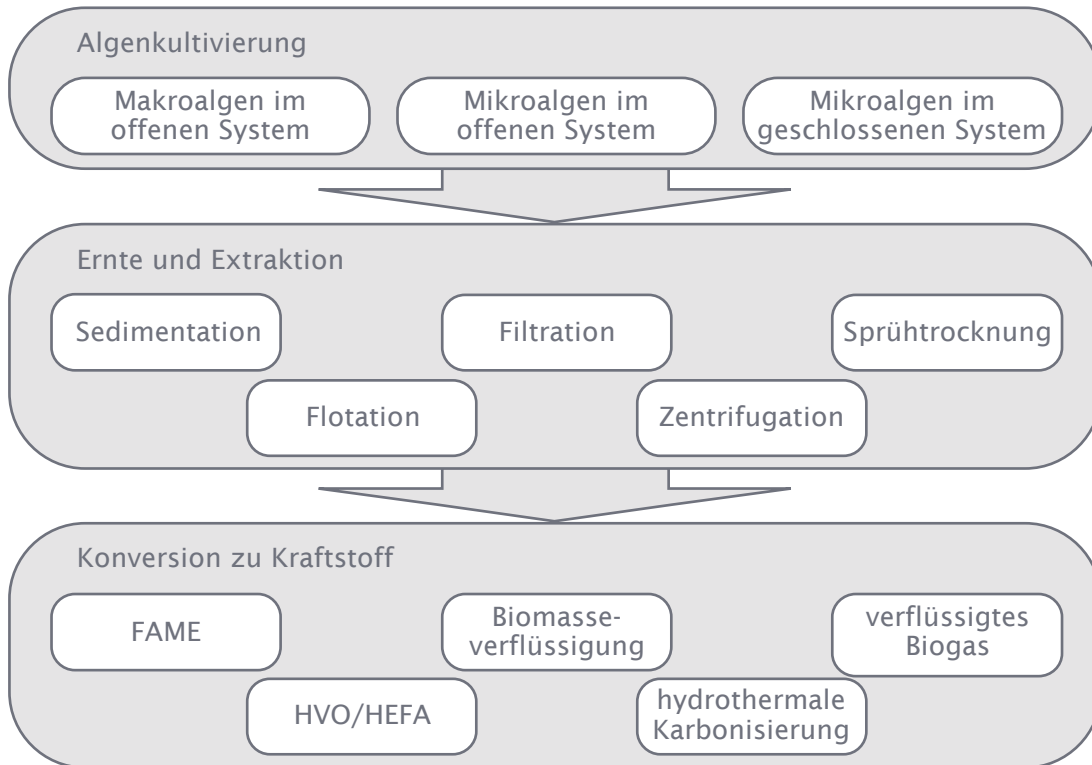 Algenkultivierung
Makroalgen im
offenen System
Mikroalgen im
offenen System
Mikroalgen im
geschlossenen System
Ernte und Extraktion
Sedimentation
Filtration
Sprühtrocknung
Flotation
Zentrifugation
Konversion zu Kraftstoff
FAME
Biomasse-
verflüssigung
verflüssigtes
Biogas
HVO/HEFA
hydrothermale
Karbonisierung